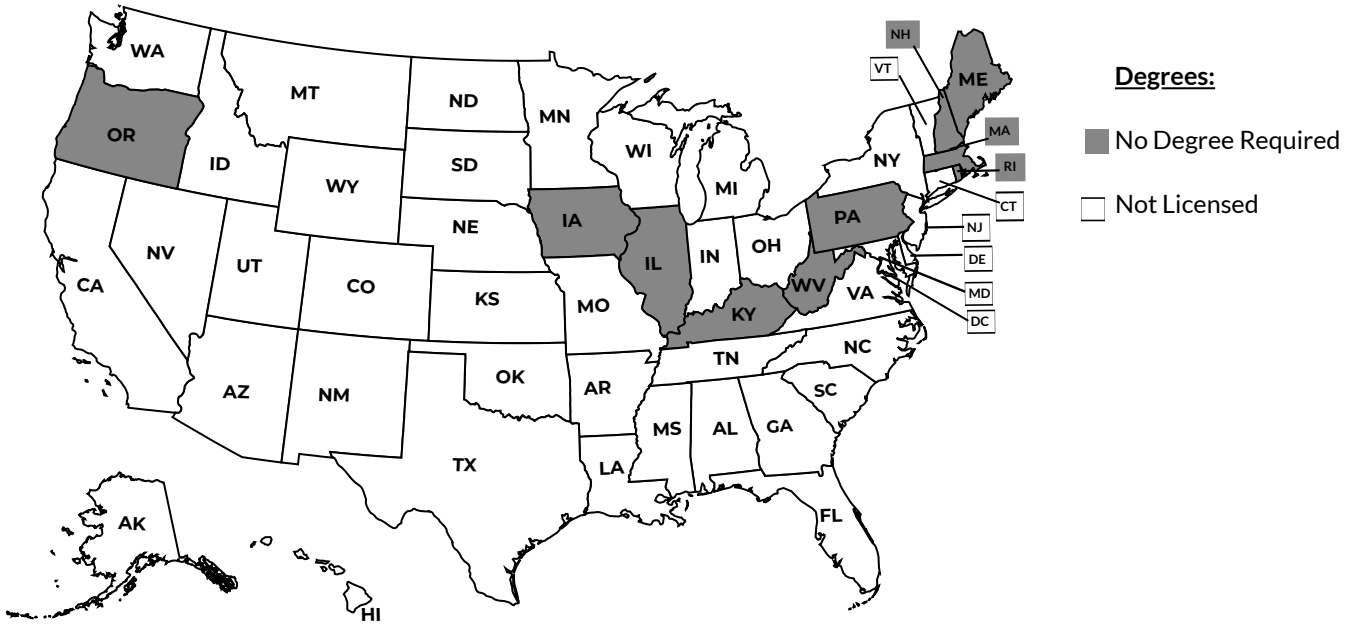 WA
MT
ND
MN
OR
ID
SD
WI
MI
NY
ME
NH
VT
MA
RI
CT
NJ
DE
MD
DC
WY
NE
IA
IL
IN
OH
PA
NV
UT
CO
KS
MO
KY
WV
VA
CA
AZ
NM
OK
AR
TN
NC
SC
MS
AL
GA
TX
LA
FL
AK
HI
Degrees:
No Degree Required
Not Licensed